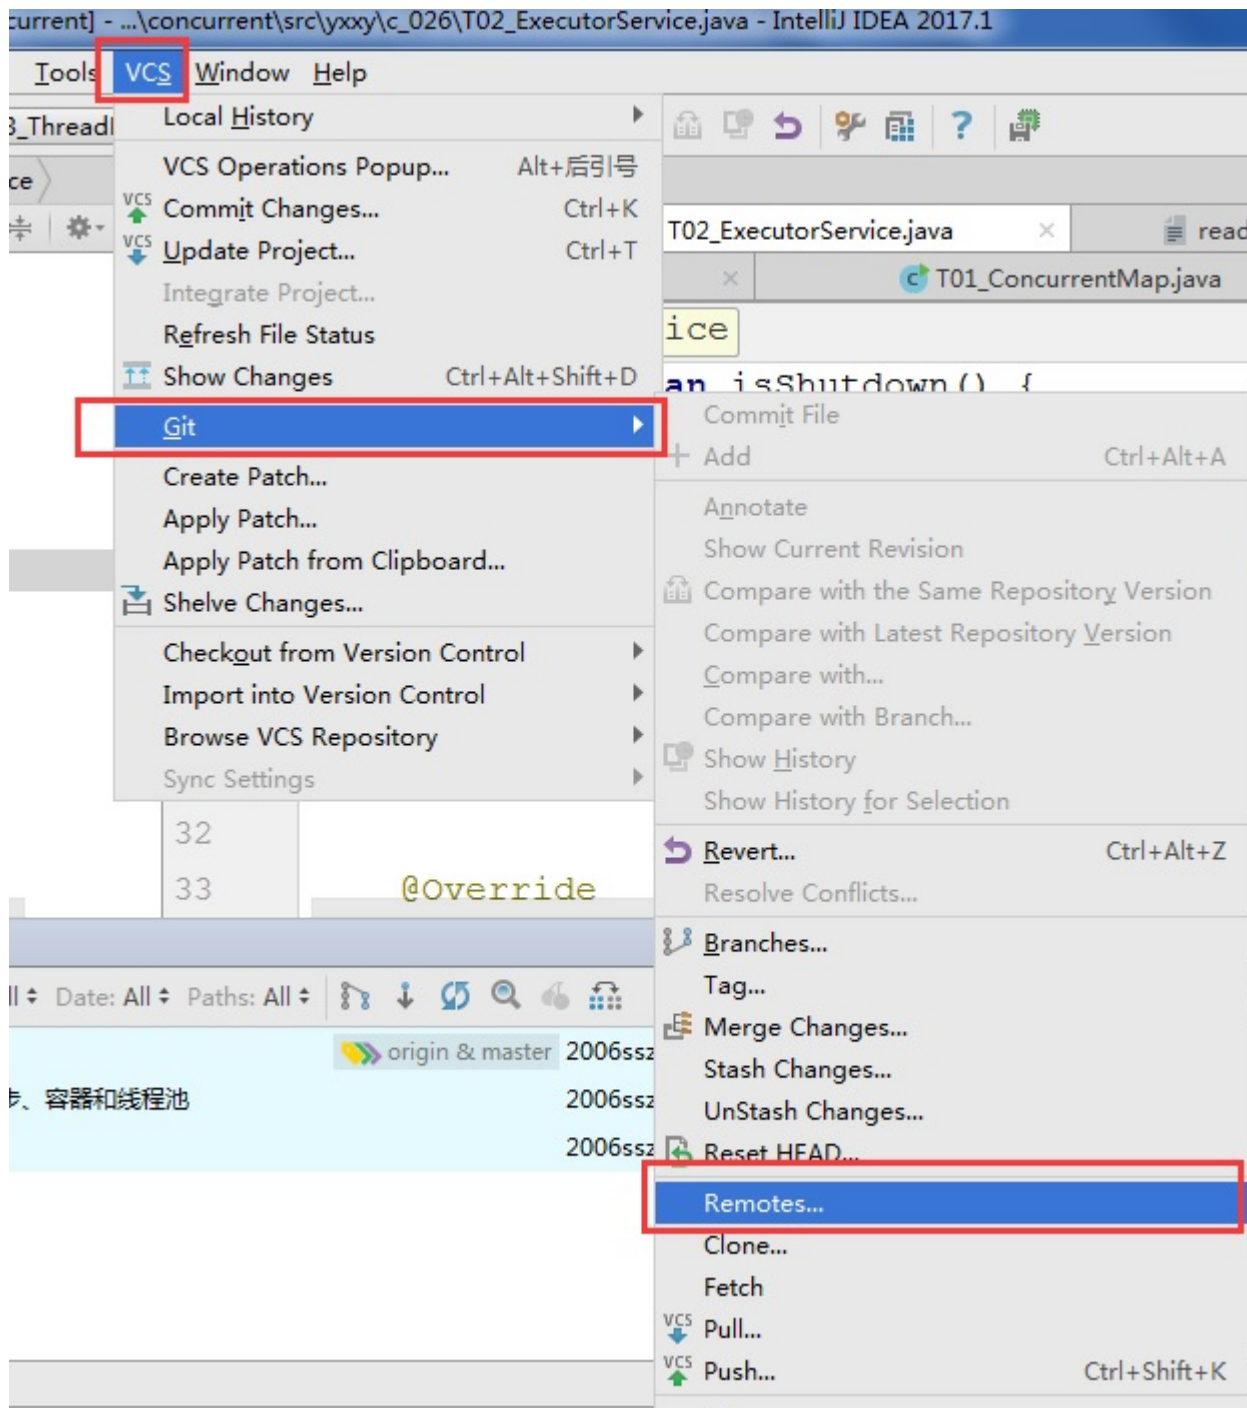 current] - ...\concurrent\src\yxxy\c_026\T02_ExecutorService.java - IntelliJ IDEA 2017.1
Tools VCS Window Help
3_Thread
Local History
VCS Operations Popup... Alt+后引号
ce
VCS Commit Changes... Ctrl+K
T02_ExecutorService.java
read
VCS Update Project... Ctrl+T
Integrate Project...
T01_ConcurrentMap.java
Refresh File Status
ice
Show Changes Ctrl+Alt+Shift+D
an isShutdown() {
Git
Commit File
Add Ctrl+Alt+A
Create Patch...
Apply Patch...
Apply Patch from Clipboard...
Shelve Changes...
Checkout from Version Control
Import into Version Control
Browse VCS Repository
Sync Settings
Annotate
Show Current Revision
Compare with the Same Repository Version
Compare with Latest Repository Version
Compare with...
Compare with Branch...
Show History
Show History for Selection
32
33 @Override
Revert... Ctrl+Alt+Z
Resolve Conflicts...
Branches...
Tag...
Merge Changes...
Stash Changes...
UnStash Changes...
Reset HEAD...
Remotes...
Clone...
Fetch
VCS Pull...
VCS Push... Ctrl+Shift+K
ll Date: All Paths: All
origin & master 2006ssz
步、容器和线程池 2006ssz
2006ssz